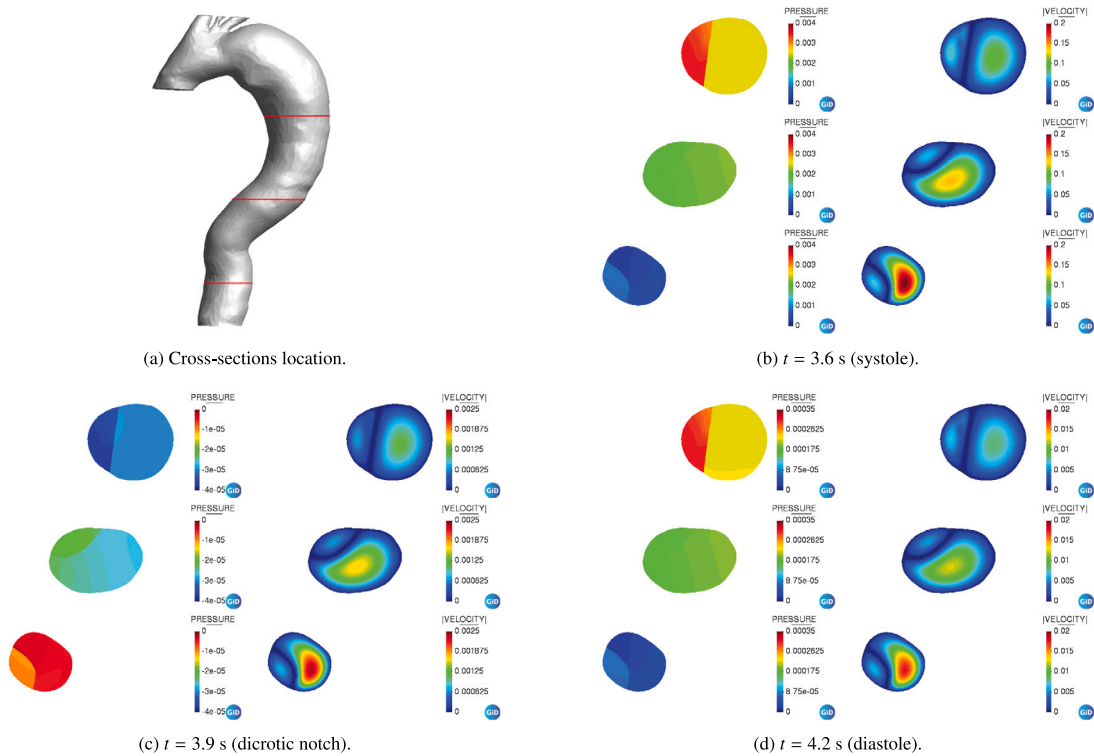 PRESSURE
0.004
0.003
0.002
0.001
0
GiD
|VELOCITY|
0.2
0.15
0.1
0.05
0
GiD
PRESSURE
0.004
0.003
0.002
0.001
0
GiD
|VELOCITY|
0.2
0.15
0.1
0.05
0
GiD
PRESSURE
0.004
0.003
0.002
0.001
0
GiD
|VELOCITY|
0.2
0.15
0.1
0.05
0
GiD
(a) Cross-sections location.
(b) t = 3.6 s (systole).
PRESSURE
0
-1e-05
-2e-05
-3e-05
-4e-05
GiD
|VELOCITY|
0.0025
0.001875
0.00125
0.000625
0
GiD
PRESSURE
0
-1e-05
-2e-05
-3e-05
-4e-05
GiD
|VELOCITY|
0.0025
0.001875
0.00125
0.000625
0
GiD
PRESSURE
0
-1e-05
-2e-05
-3e-05
-4e-05
GiD
|VELOCITY|
0.0025
0.001875
0.00125
0.000625
0
GiD
(c) t = 3.9 s (dicrotic notch).
PRESSURE
0.00035
0.0002625
0.000175
8.75e-05
0
GiD
|VELOCITY|
0.02
0.015
0.01
0.005
0
GiD
PRESSURE
0.00035
0.0002625
0.000175
8.75e-05
0
GiD
|VELOCITY|
0.02
0.015
0.01
0.005
0
GiD
PRESSURE
0.00035
0.0002625
0.000175
8.75e-05
0
GiD
|VELOCITY|
0.02
0.015
0.01
0.005
0
GiD
(d) t = 4.2 s (diastole).